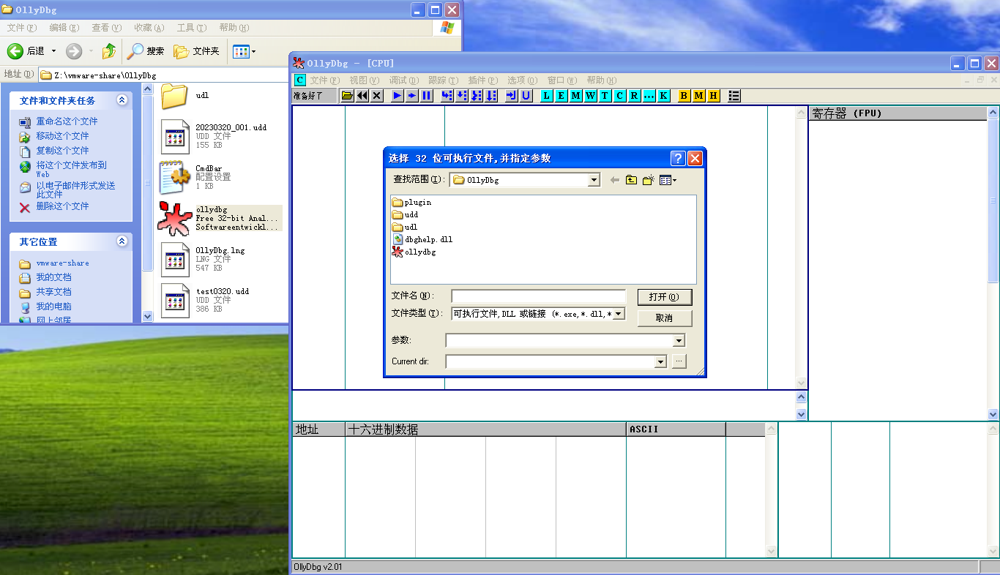 OllyDbg
文件(F) 编辑(E) 查看(V) 收藏(A) 工具(T) 帮助(H)
后退 搜索 文件夹
地址(D) Z:\vmware-share\OllyDbg
文件和文件夹任务
重命名这个文件
移动这个文件
复制这个文件
将这个文件发布到
Web
以电子邮件形式发送
此文件
删除这个文件
其它位置
vmware-share
我的文档
共享文档
我的电脑
网上邻居
udl
20230320_001.udd
UDD 文件
155 KB
CmdBar
配置设置
1 KB
ollydbg
Free 32-bit Anal...
Softwareentwickl...
OllyDbg.lng
LNG 文件
547 KB
test0320.udd
UDD 文件
386 KB
OllyDbg - [CPU]
C 文件(F) 视图(V) 调试(D) 跟踪(T) 插件(P) 选项(O) 窗口(W) 帮助(H)
准备好了 U L E M W T C R ... K B M H
寄存器 (FPU)
选择 32 位可执行文件,并指定参数
查找范围(I): OllyDbg
plugin
udd
udl
dbghelp.dll
ollydbg
文件名(N): 打开(O)
文件类型(T): 可执行文件,DLL 或链接 (*.exe,*.dll,* 取消
参数:
Current dir: ...
地址 十六进制数据 ASCII
OllyDbg v2.01